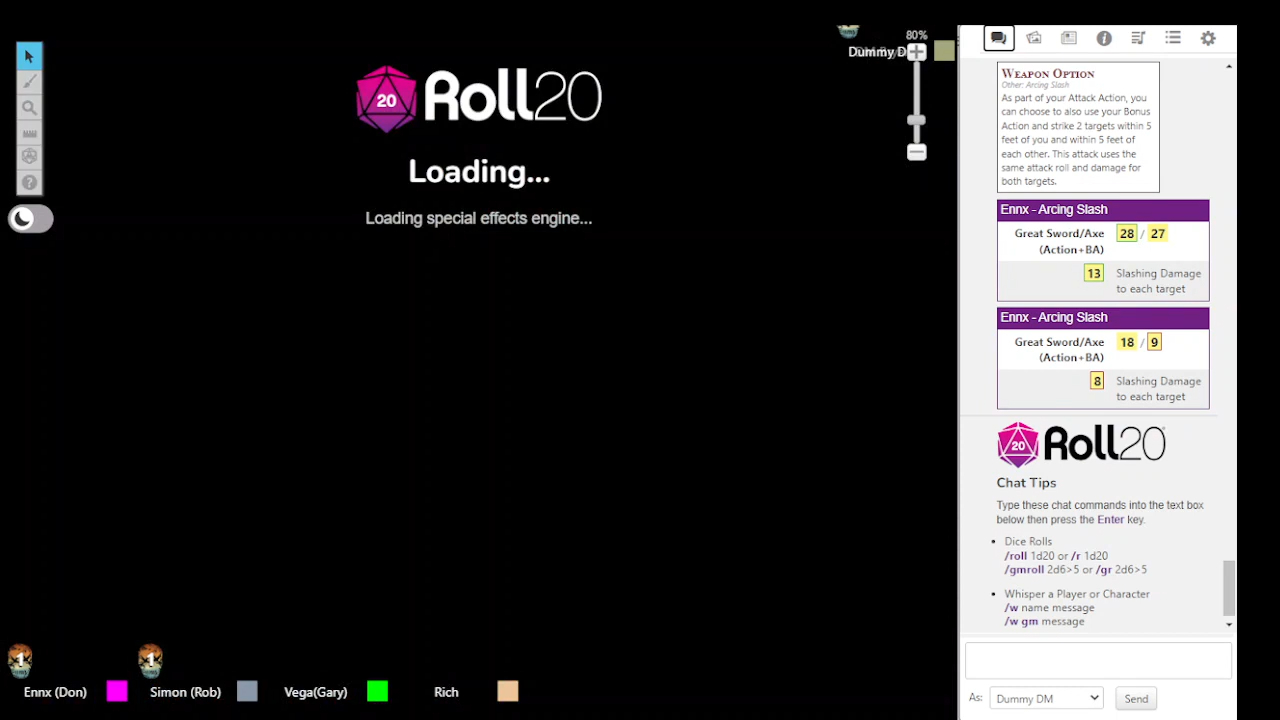 80%
Dummy D
20 Roll20
Loading...
Loading special effects engine...
WEAPON OPTION
Other: Arcing Slash
As part of your Attack Action, you
can choose to also use your Bonus
Action and strike 2 targets within 5
feet of you and within 5 feet of
each other. This attack uses the
same attack roll and damage for
both targets.
Ennx - Arcing Slash
Great Sword/Axe 28 / 27
(Action+BA)
13 Slashing Damage
to each target
Ennx - Arcing Slash
Great Sword/Axe 18 / 9
(Action+BA)
8 Slashing Damage
to each target
20 Roll20
Chat Tips
Type these chat commands into the text box
below then press the Enter key.
• Dice Rolls
/roll 1d20 or /r 1d20
/gmroll 2d6>5 or /gr 2d6>5
• Whisper a Player or Character
/w name message
/w gm message
1 1
Ennx (Don) Simon (Rob) Vega(Gary) Rich
As: Dummy DM Send